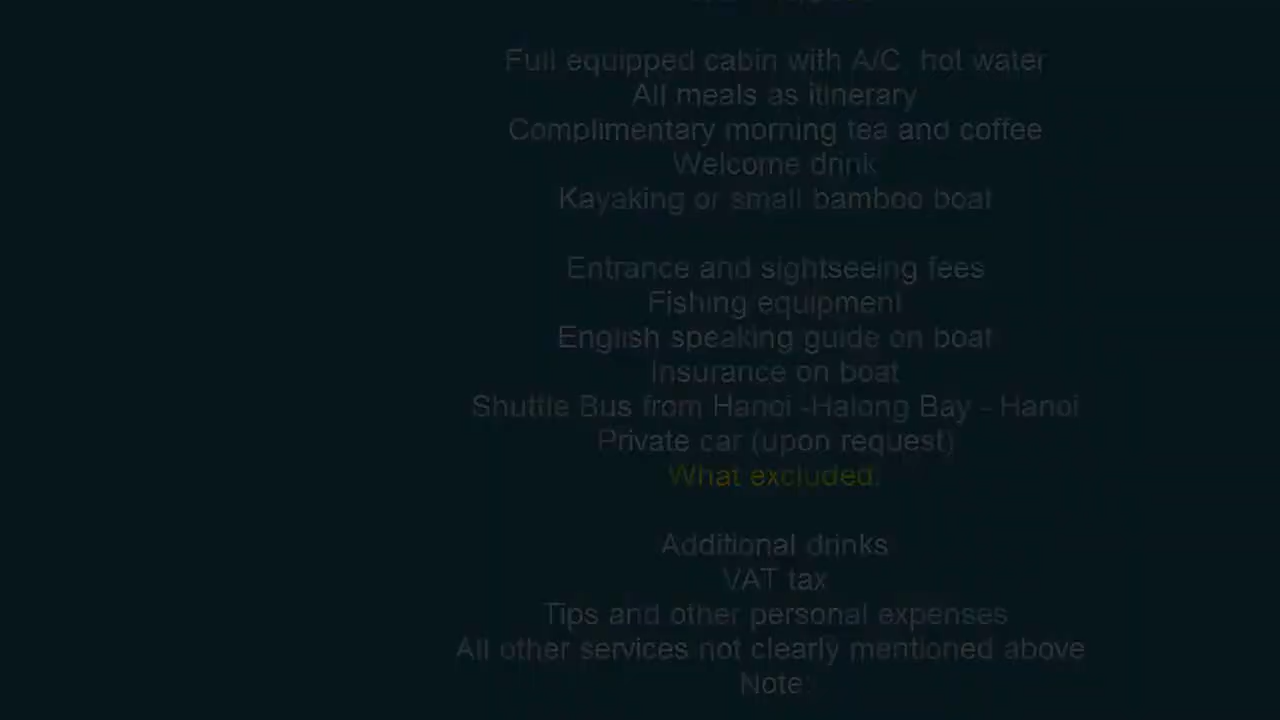 Full equipped cabin with A/C hot water
All meals as itinerary
Complimentary morning tea and coffee
Welcome drink
Kayaking or small bamboo boat
Entrance and sightseeing fees
Fishing equipment
English speaking guide on boat
Insurance on boat
Shuttle Bus from Hanoi -Halong Bay - Hanoi
Private car (upon request)
What excluded:
Additional drinks
VAT tax
Tips and other personal expenses
All other services not clearly mentioned above
Note: